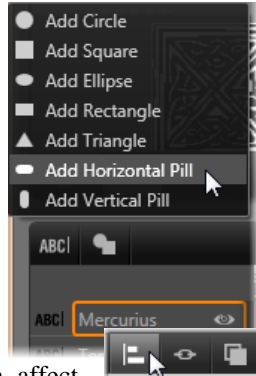 Add Circle
Add Square
Add Ellipse
Add Rectangle
Add Triangle
Add Horizontal Pill
Add Vertical Pill
ABC
ABC Mercurius
affect